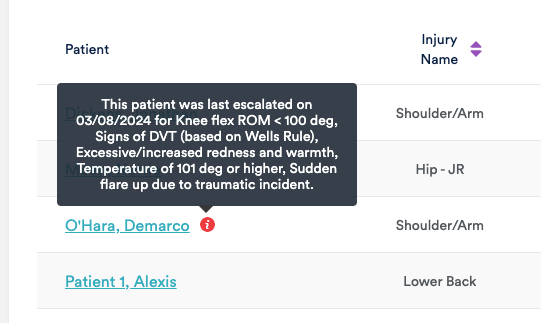 Patient
Injury
Name
This patient was last escalated on
03/08/2024 for Knee flex ROM < 100 deg,
Signs of DVT (based on Wells Rule),
Excessive/increased redness and warmth,
Temperature of 101 deg or higher, Sudden
flare up due to traumatic incident.
Shoulder/Arm
Hip - JR
O'Hara, Demarco
Shoulder/Arm
Patient 1, Alexis
Lower Back